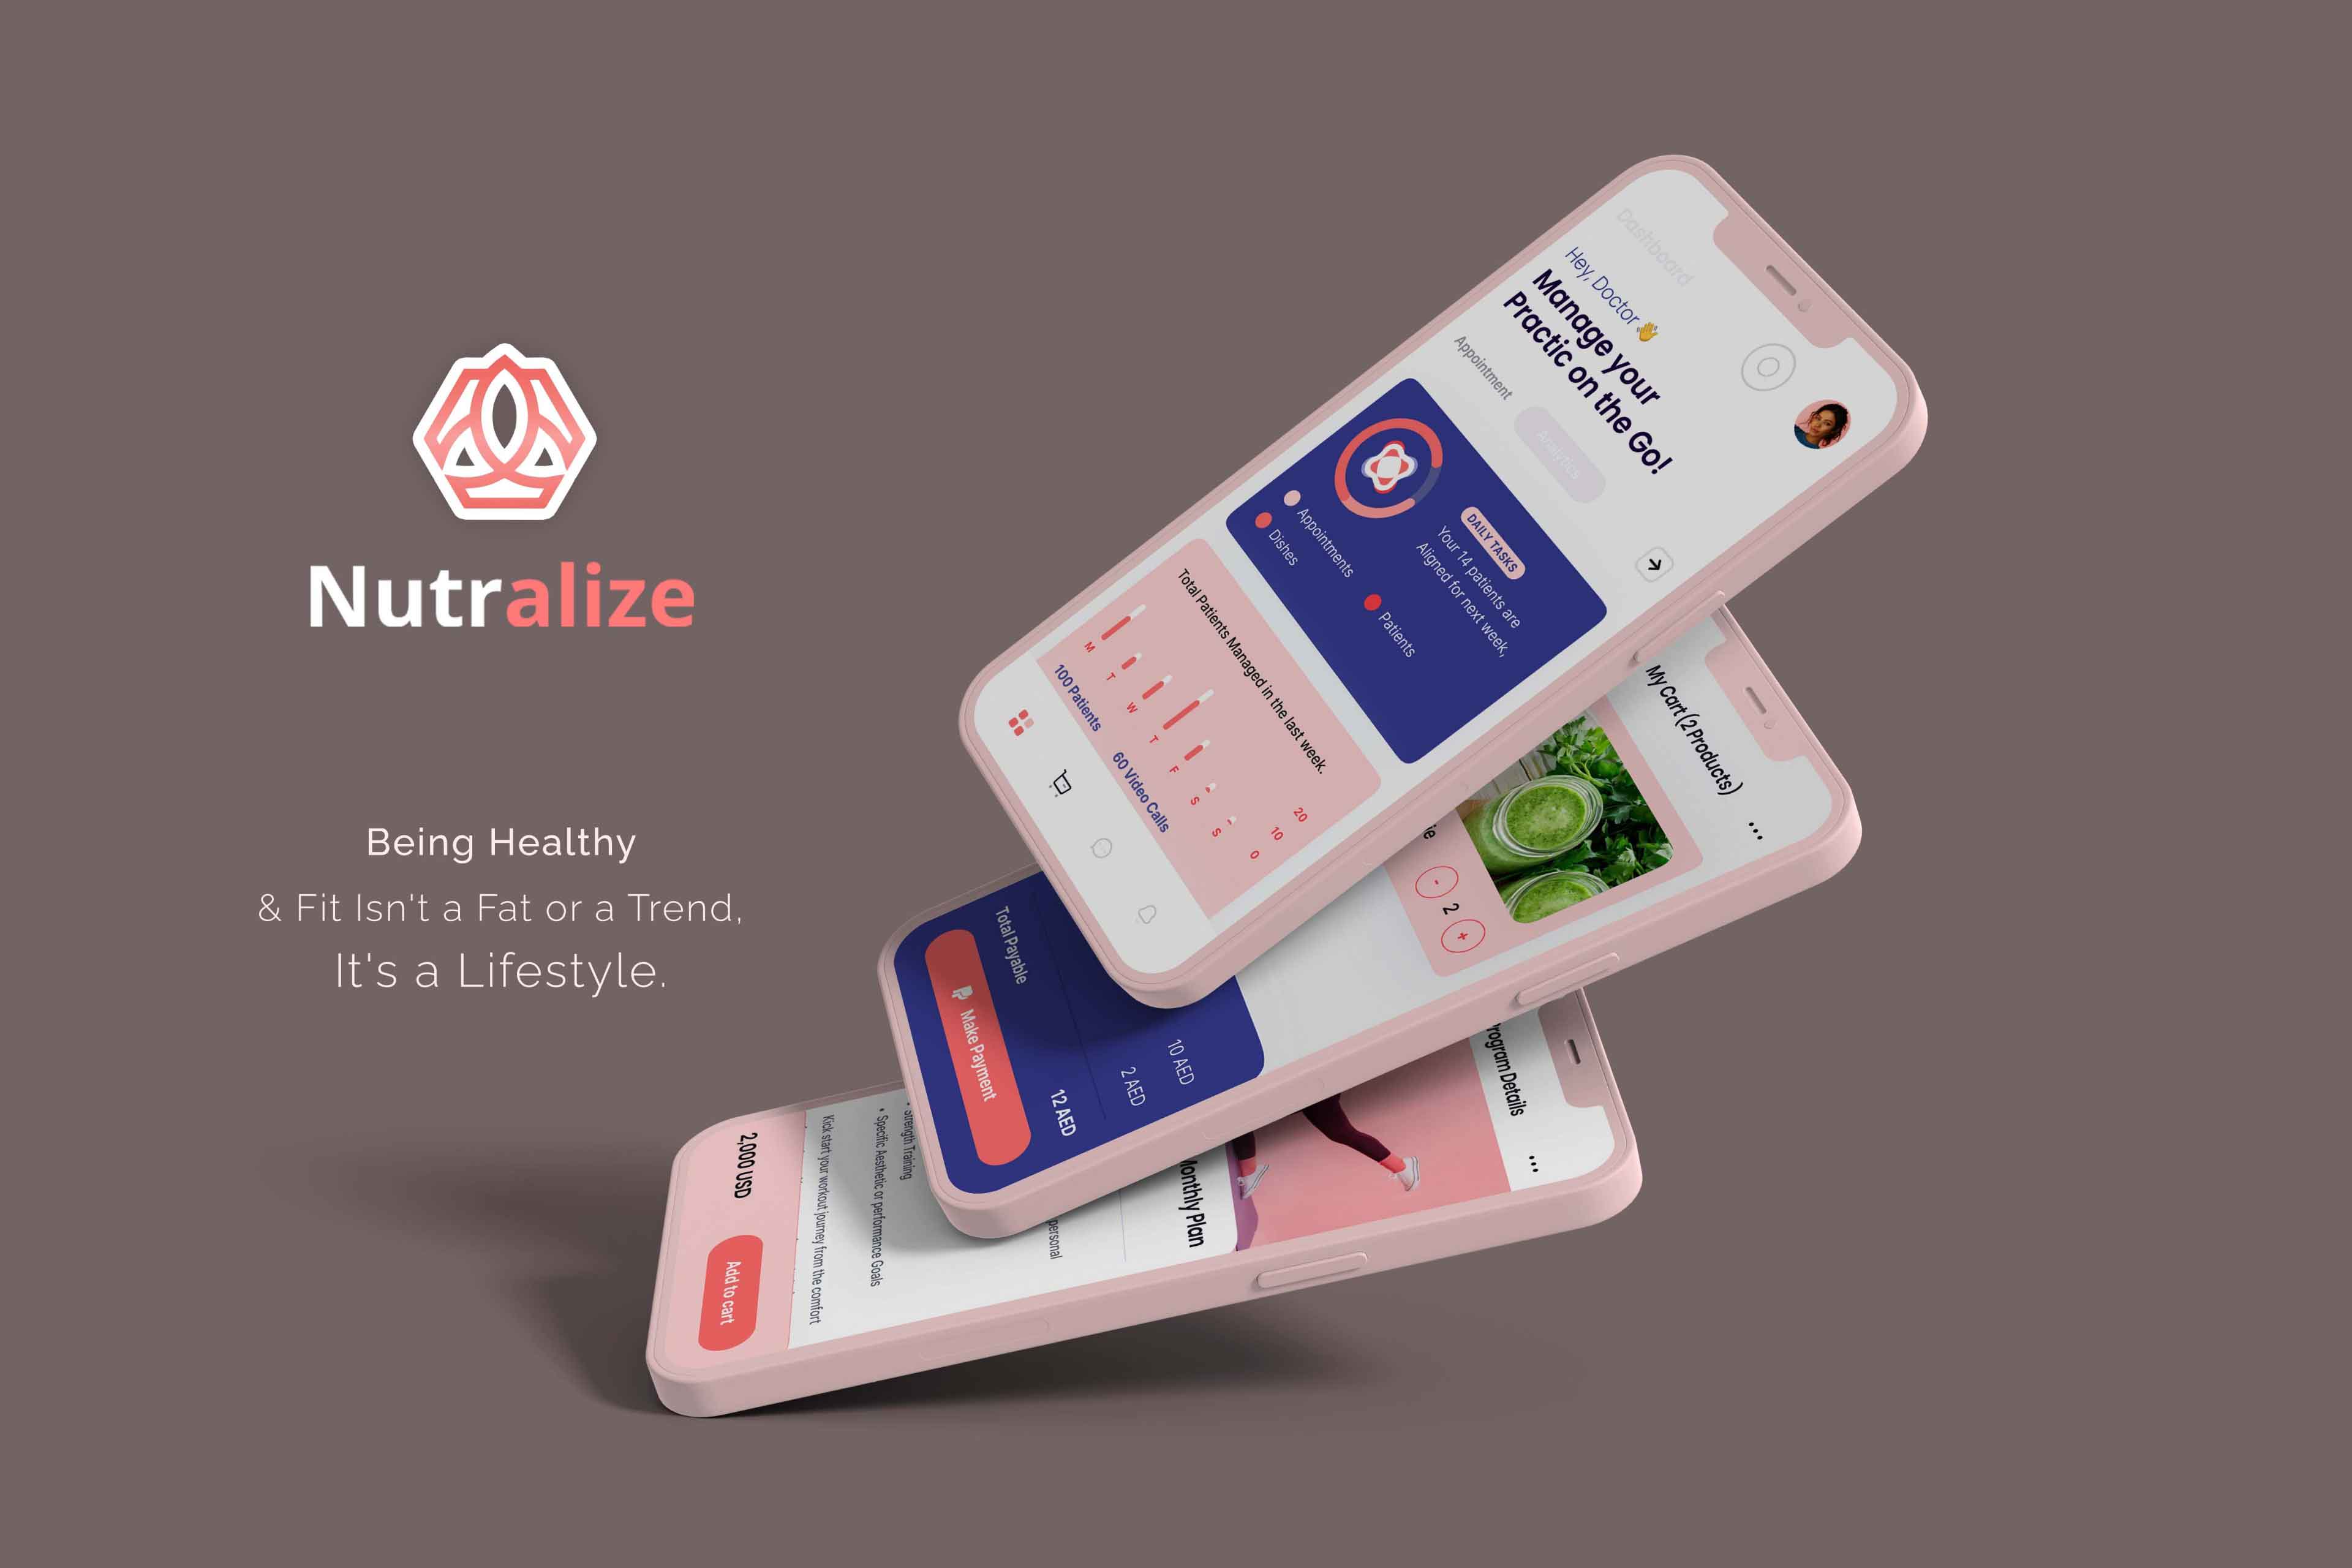 Nutralize
Being Healthy
& Fit Isn't a Fat or a Trend,
It's a Lifestyle.
Dashboard
Hey, Doctor 👋
Manage your
Practic on the Go!
Appointment
DAILY TASKS
Your 14 patients are
Aligned for next week,
Appointments
Patients
Dishes
Total Patients Managed in the last week.
20
10
0
M T W T F S S
100 Patients 60 Video Calls
My Cart (2 Products)
- 2 +
10 AED
2 AED
Total Payable 12 AED
Make Payment
Program Details
Monthly Plan
personal
• Strength Training
• Specific Aesthetic or performance Goals
Kick start your workout journey from the comfort
2,000 USD
Add to cart